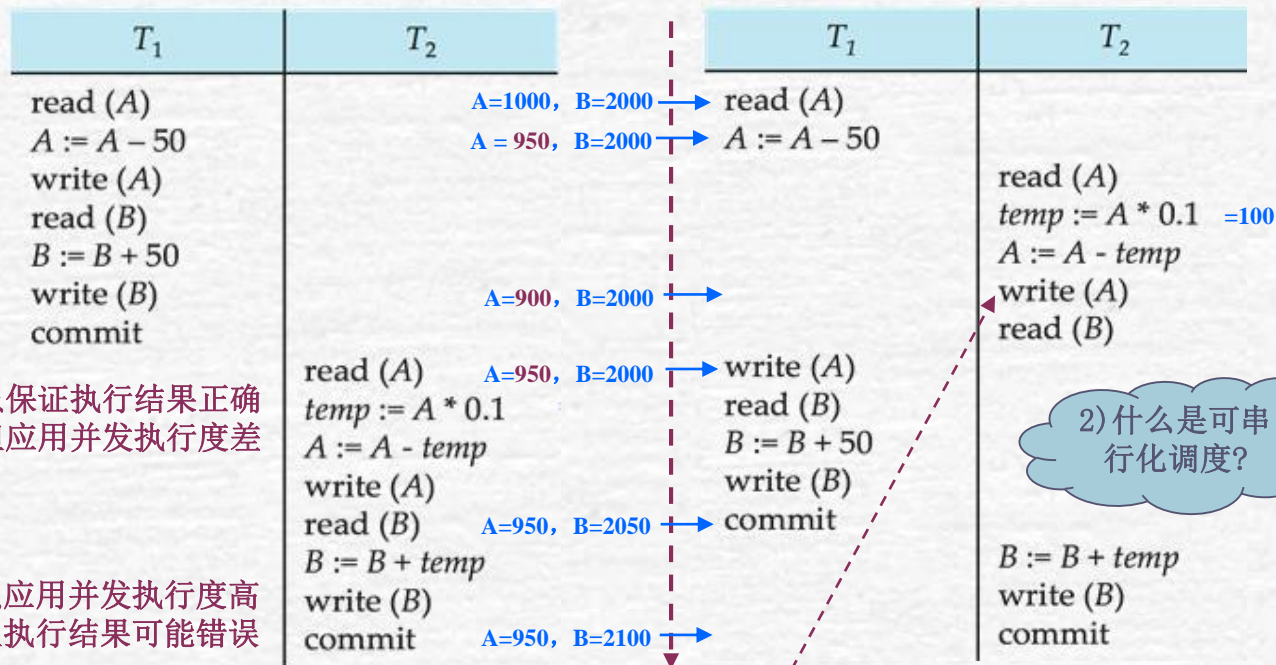 T1 T2
read (A)
A := A – 50
write (A)
read (B)
B := B + 50
write (B)
commit
read (A)
temp := A * 0.1
A := A - temp
write (A)
read (B)
B := B + temp
write (B)
commit
保证执行结果正确
应用并发执行度差
应用并发执行度高
执行结果可能错误
A=1000，B=2000
A = 950，B=2000
A=900，B=2000
A=950，B=2000
A=950，B=2050
A=950，B=2100
T1 T2
read (A)
A := A – 50
read (A)
temp := A * 0.1 =100
A := A - temp
write (A)
read (B)
write (A)
read (B)
B := B + 50
write (B)
commit
B := B + temp
write (B)
commit
2)什么是可串
行化调度?